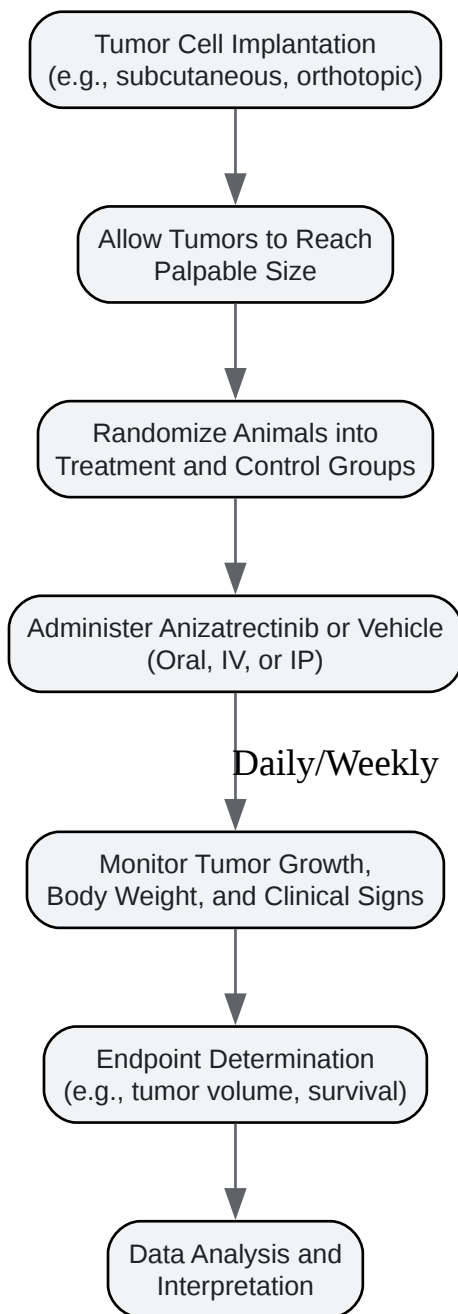 Tumor Cell Implantation
(e.g., subcutaneous, orthotopic)
Allow Tumors to Reach
Palpable Size
Randomize Animals into
Treatment and Control Groups
Administer Anizatrectinib or Vehicle
(Oral, IV, or IP)
Daily/Weekly
Monitor Tumor Growth,
Body Weight, and Clinical Signs
Endpoint Determination
(e.g., tumor volume, survival)
Data Analysis and
Interpretation